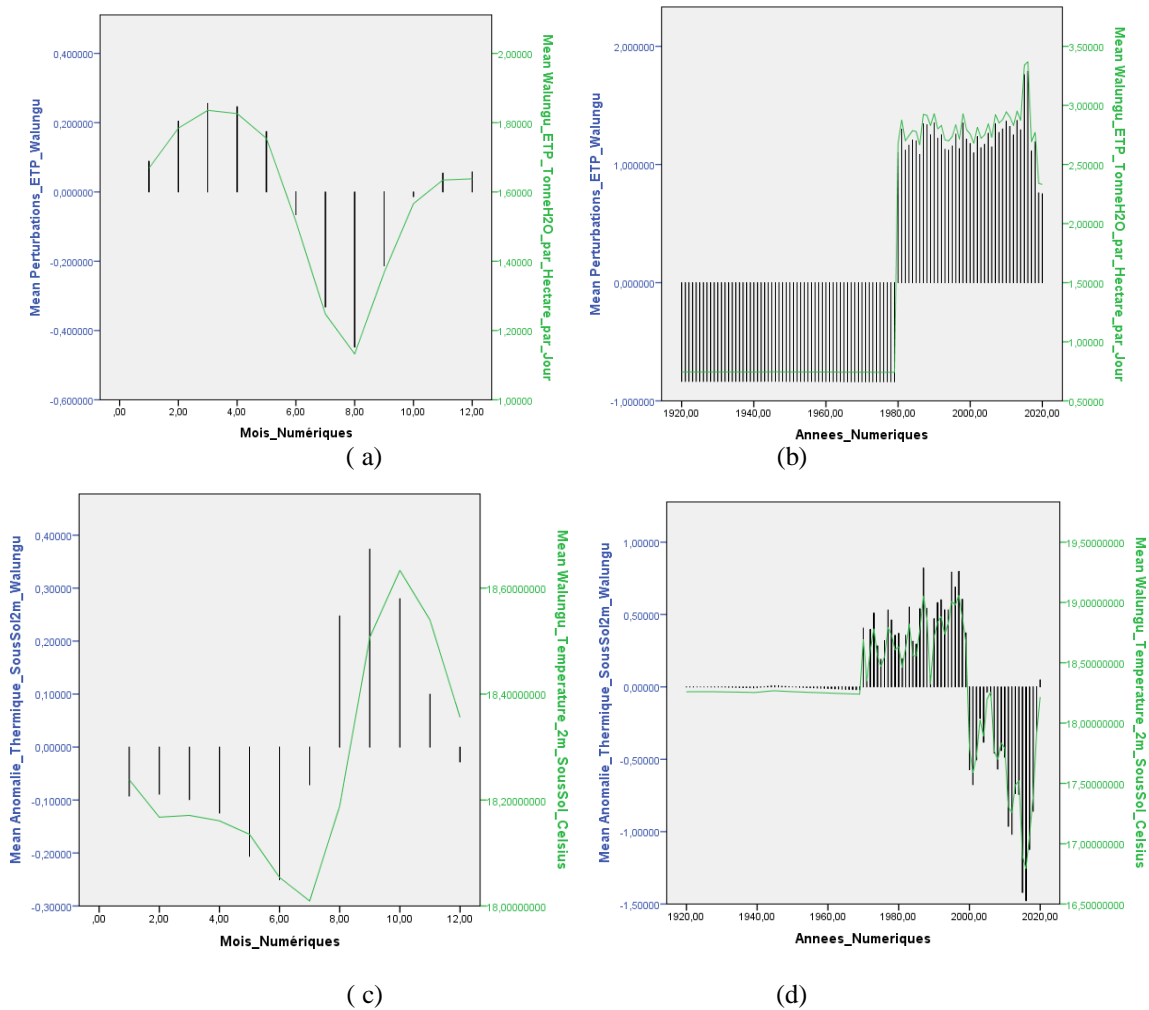 Mean Perturbations_ETP_Walungu
0,400000
0,200000
0,000000
-0,200000
-0,400000
-0,600000
2,00000
1,80000
1,60000
1,40000
1,20000
1,00000
Mean Walungu_ETP_TonneH2O_par_Hectare_par_Jour
,00 2,00 4,00 6,00 8,00 10,00 12,00
Mois_Numériques
( a)
Mean Perturbations_ETP_Walungu
2,000000
1,000000
0,000000
-1,000000
3,50000
3,00000
2,50000
2,00000
1,50000
1,00000
0,50000
Mean Walungu_ETP_TonneH2O_par_Hectare_par_Jour
1920,00 1940,00 1960,00 1980,00 2000,00 2020,00
Annees_Numeriques
(b)
Mean Anomalie_Thermique_SousSol2m_Walungu
0,40000
0,30000
0,20000
0,10000
0,00000
-0,10000
-0,20000
-0,30000
18,60000000
18,40000000
18,20000000
18,00000000
Mean Walungu_Temperature_2m_SousSol_Celsius
,00 2,00 4,00 6,00 8,00 10,00 12,00
Mois_Numériques
( c)
Mean Anomalie_Thermique_SousSol2m_Walungu
1,00000
0,50000
0,00000
-0,50000
-1,00000
-1,50000
19,50000000
19,00000000
18,50000000
18,00000000
17,50000000
17,00000000
16,50000000
Mean Walungu_Temperature_2m_SousSol_Celsius
1920,00 1940,00 1960,00 1980,00 2000,00 2020,00
Annees_Numeriques
(d)